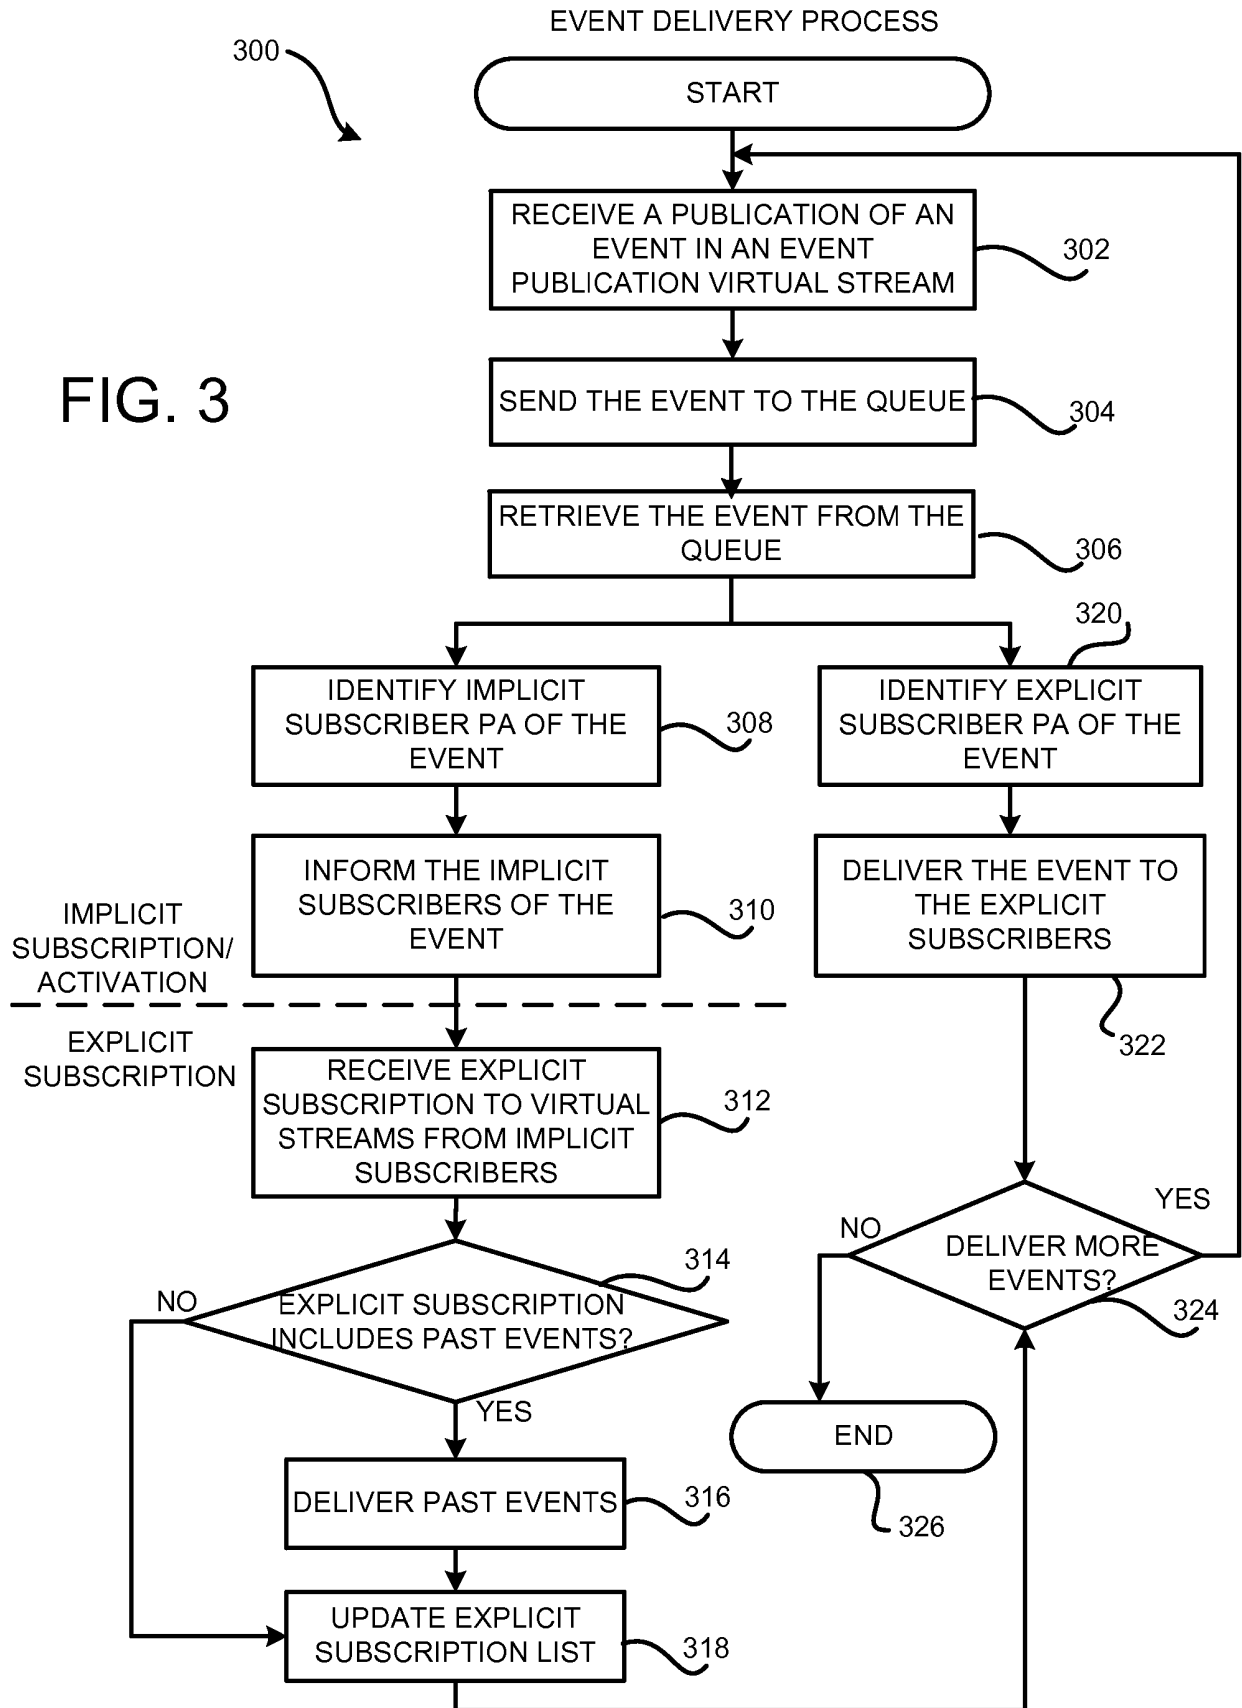 EVENT DELIVERY PROCESS
300
START
RECEIVE A PUBLICATION OF AN
EVENT IN AN EVENT
PUBLICATION VIRTUAL STREAM
302
FIG. 3
SEND THE EVENT TO THE QUEUE
304
RETRIEVE THE EVENT FROM THE
QUEUE
306
320
IDENTIFY IMPLICIT
SUBSCRIBER PA OF THE
EVENT
308
IDENTIFY EXPLICIT
SUBSCRIBER PA OF THE
EVENT
INFORM THE IMPLICIT
SUBSCRIBERS OF THE
EVENT
310
DELIVER THE EVENT TO
THE EXPLICIT
SUBSCRIBERS
322
IMPLICIT
SUBSCRIPTION/
ACTIVATION
EXPLICIT
SUBSCRIPTION
RECEIVE EXPLICIT
SUBSCRIPTION TO VIRTUAL
STREAMS FROM IMPLICIT
SUBSCRIBERS
312
YES
NO
DELIVER MORE
EVENTS?
324
314
NO
EXPLICIT SUBSCRIPTION
INCLUDES PAST EVENTS?
YES
END
326
DELIVER PAST EVENTS
316
UPDATE EXPLICIT
SUBSCRIPTION LIST
318